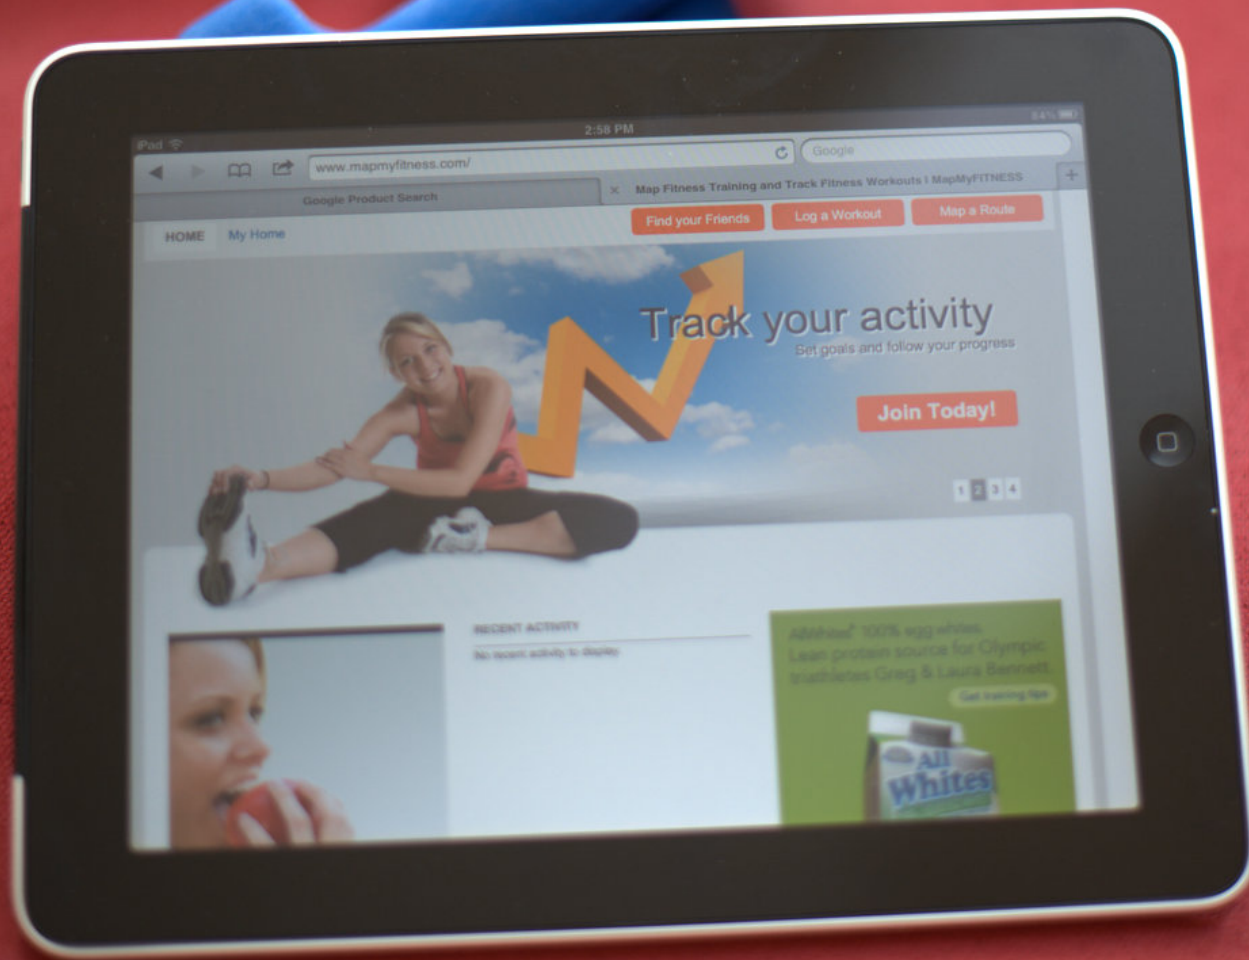 iPad
2:58 PM
84%
www.mapmyfitness.com/
Google
Google Product Search
Map Fitness Training and Track Fitness Workouts | MapMyFITNESS
Find your Friends
Log a Workout
Map a Route
HOME
My Home
Track your activity
Set goals and follow your progress
Join Today!
1 2 3 4
RECENT ACTIVITY
No recent activity to display.
AllWhites® 100% egg whites.
Lean protein source for Olympic
triathletes Greg & Laura Bennett.
Get training tips
All
Whites